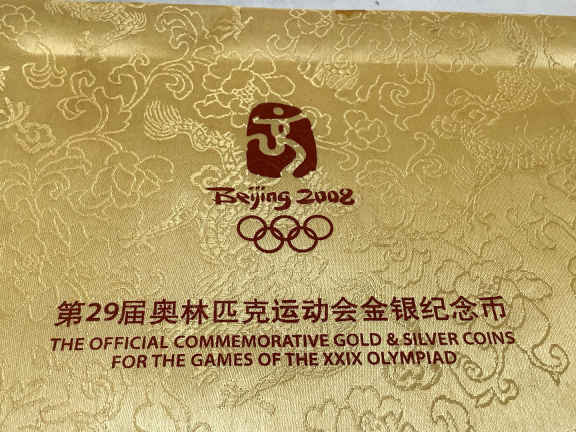 Beijing 2008
第29届奥林匹克运动会金银纪念币
THE OFFICIAL COMMEMORATIVE GOLD & SILVER COINS
FOR THE GAMES OF THE XXIX OLYMPIAD